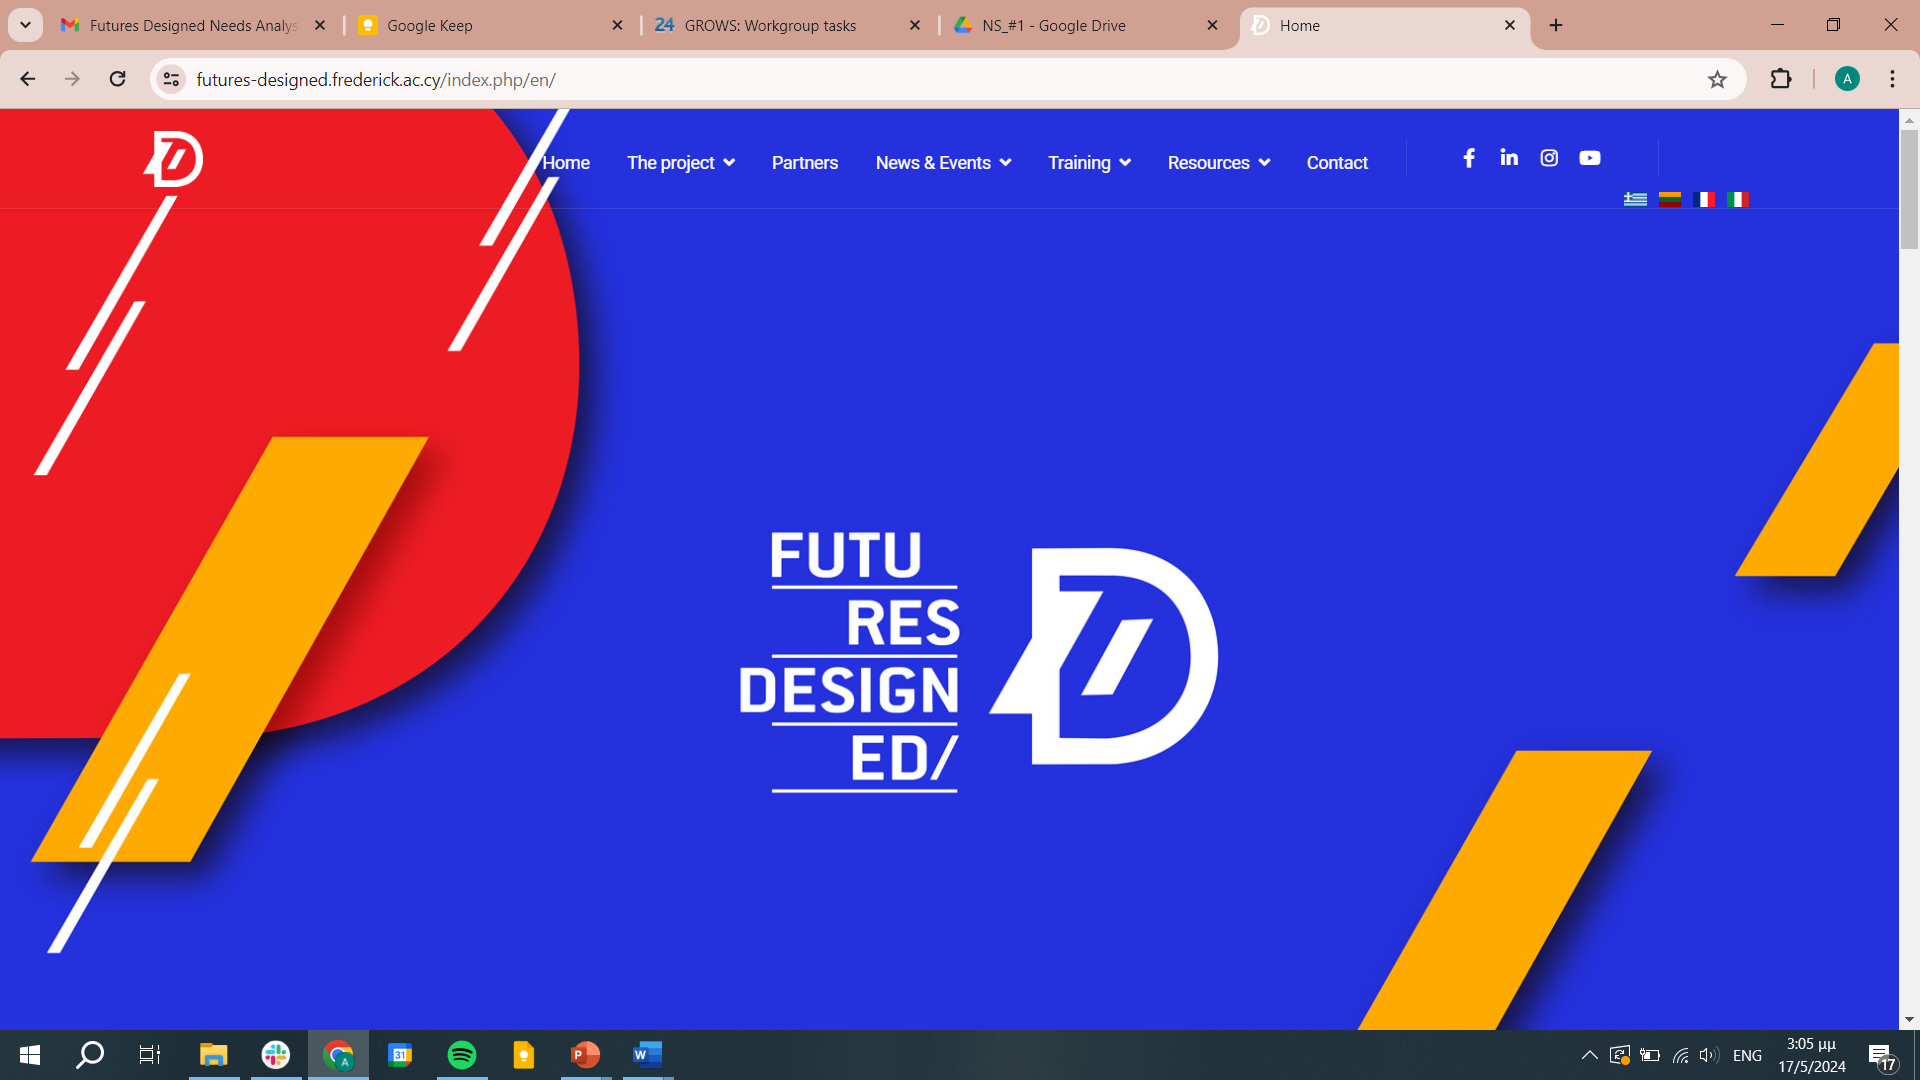 Futures Designed Needs Analys
Google Keep
24 GROWS: Workgroup tasks
NS_#1 - Google Drive
Home
futures-designed.frederick.ac.cy/index.php/en/
A
Home
The project
Partners
News & Events
Training
Resources
Contact
FUTU
RES
DESIGN
ED/
A
31
P
W
ENG
3:05 μμ
17/5/2024
17